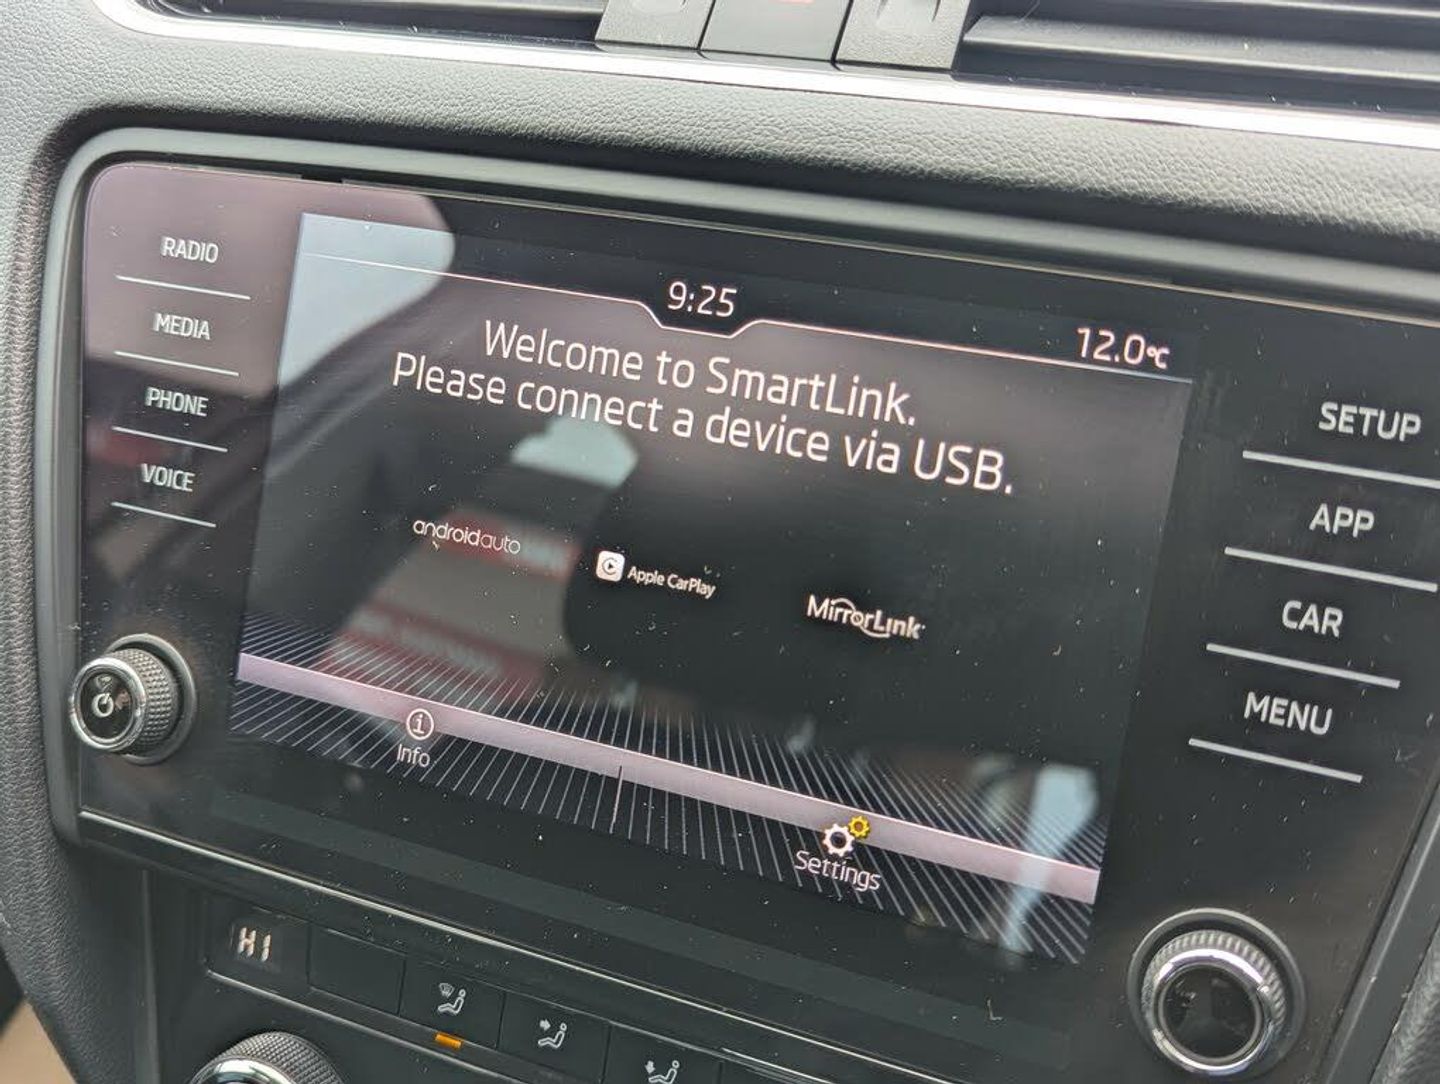 RADIO
MEDIA
PHONE
VOICE
9:25
12.0°C
Welcome to SmartLink.
Please connect a device via USB.
androidauto
Apple CarPlay
MirrorLink
Info
Settings
SETUP
APP
CAR
MENU
HI